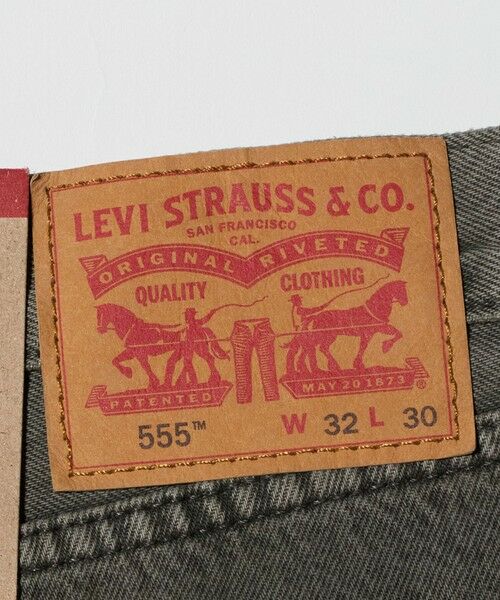 LEVI STRAUSS & CO.
SAN FRANCISCO
CAL.
ORIGINAL RIVETED
QUALITY CLOTHING
PATENTED MAY 20 1873 ®
555™ W 32 L 30